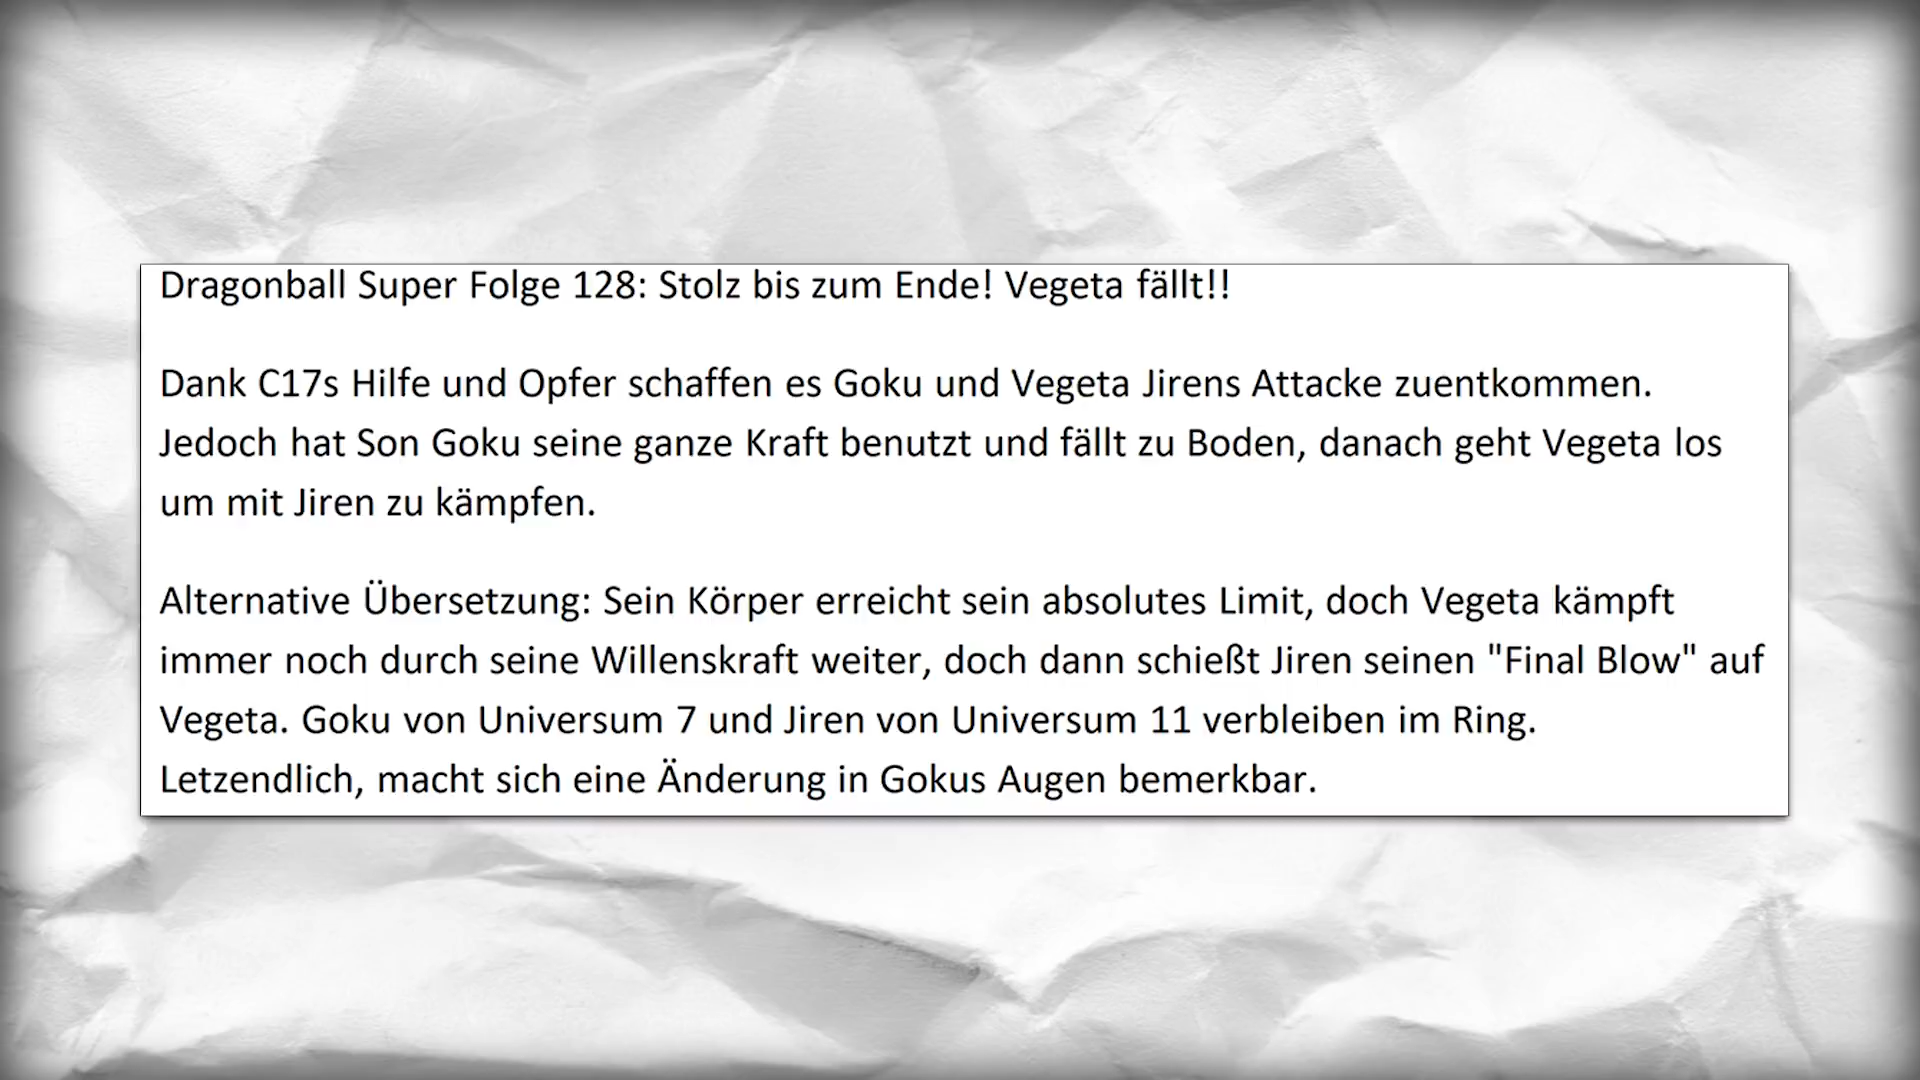 Dragonball Super Folge 128: Stolz bis zum Ende! Vegeta fällt!!
Dank C17s Hilfe und Opfer schaffen es Goku und Vegeta Jirens Attacke zuentkommen.
Jedoch hat Son Goku seine ganze Kraft benutzt und fällt zu Boden, danach geht Vegeta los
um mit Jiren zu kämpfen.
Alternative Übersetzung: Sein Körper erreicht sein absolutes Limit, doch Vegeta kämpft
immer noch durch seine Willenskraft weiter, doch dann schießt Jiren seinen "Final Blow" auf
Vegeta. Goku von Universum 7 und Jiren von Universum 11 verbleiben im Ring.
Letzendlich, macht sich eine Änderung in Gokus Augen bemerkbar.